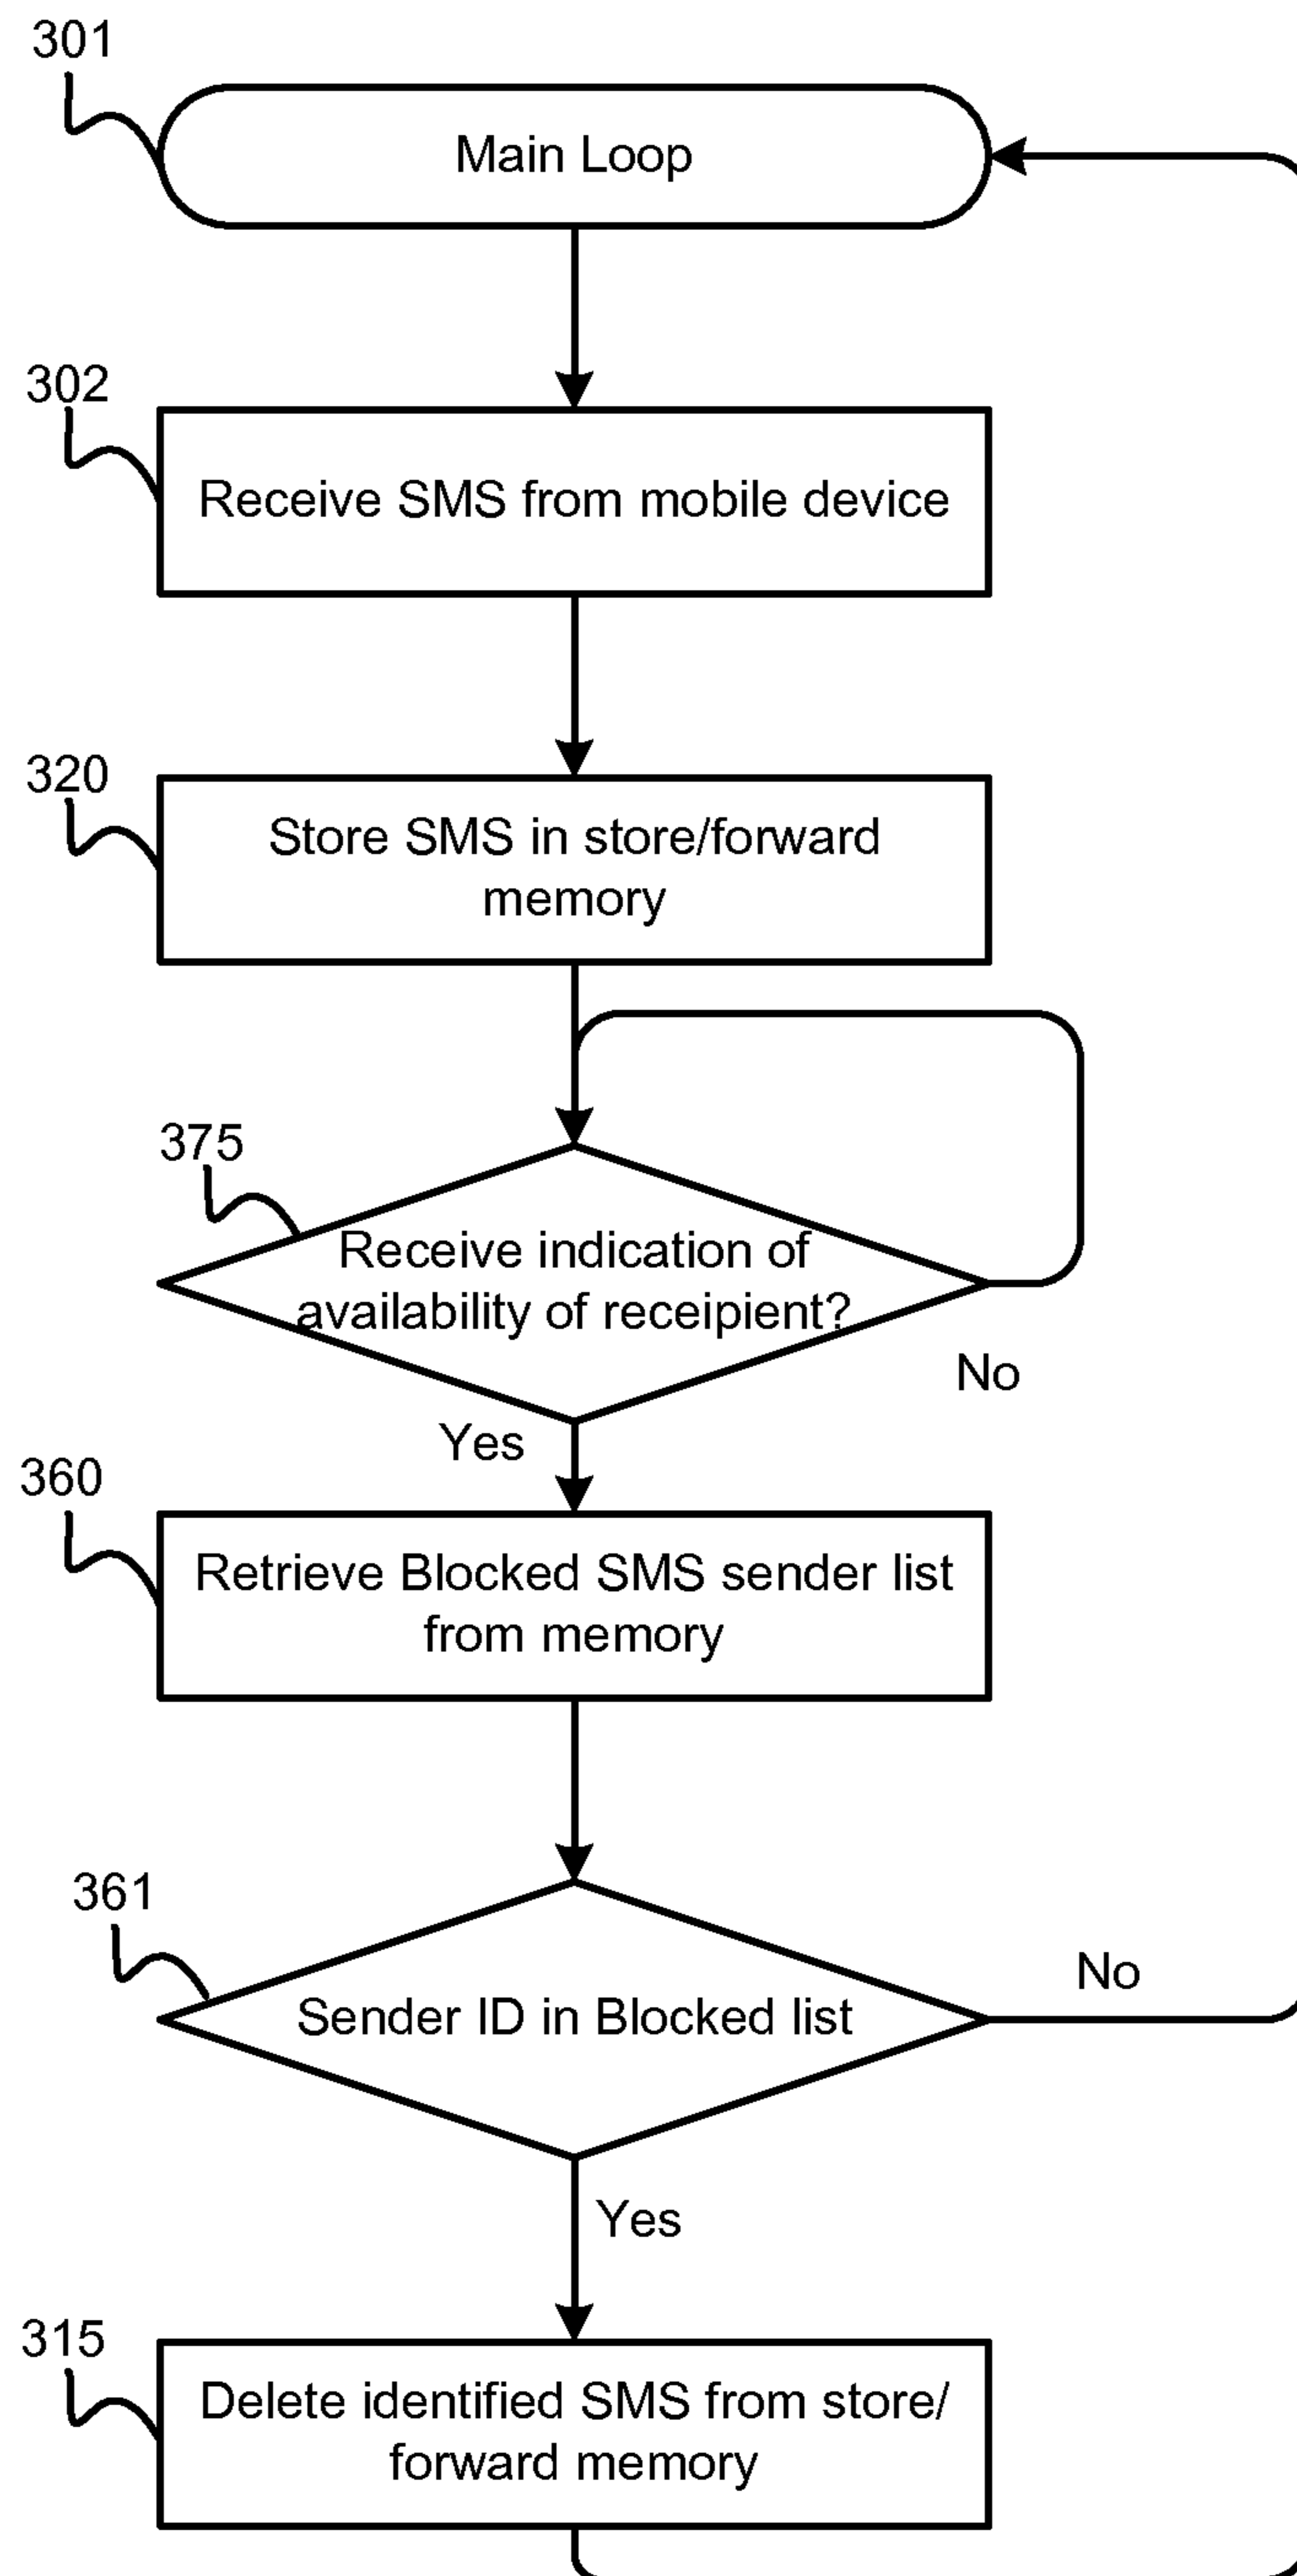 301
Main Loop
302
Receive SMS from mobile device
320
Store SMS in store/forward
memory
375
Receive indication of
availability of receipient?
No
Yes
360
Retrieve Blocked SMS sender list
from memory
361
Sender ID in Blocked list
No
Yes
315
Delete identified SMS from store/
forward memory